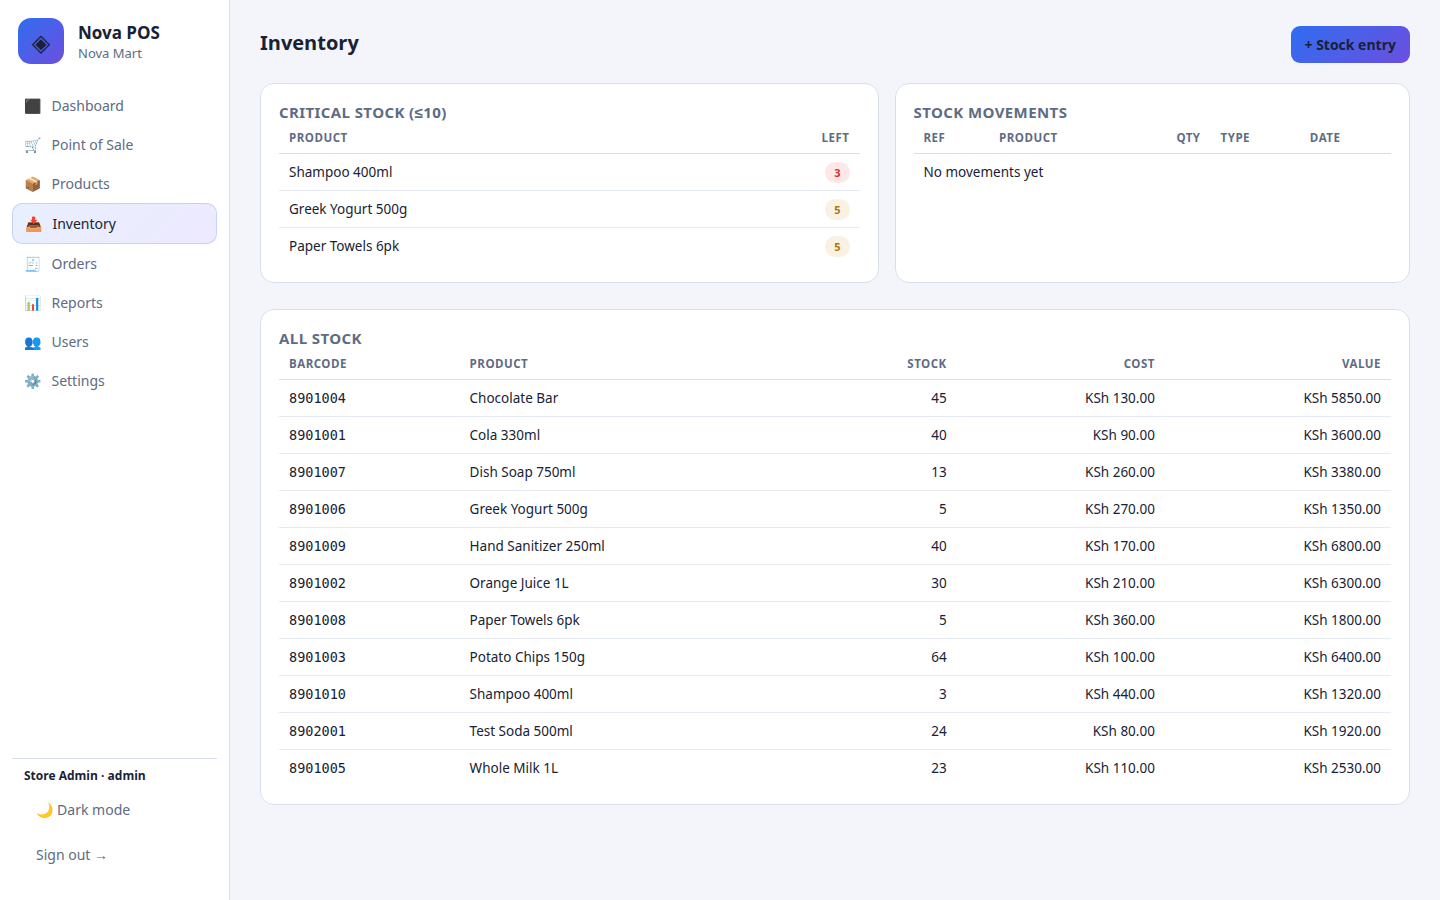 Nova POS
Nova Mart
Dashboard
Point of Sale
Products
Inventory
Orders
Reports
Users
Settings
Store Admin · admin
Dark mode
Sign out →
Inventory
+ Stock entry
CRITICAL STOCK (≤10)
PRODUCT LEFT
Shampoo 400ml 3
Greek Yogurt 500g 5
Paper Towels 6pk 5
STOCK MOVEMENTS
REF PRODUCT QTY TYPE DATE
No movements yet
ALL STOCK
BARCODE PRODUCT STOCK COST VALUE
8901004 Chocolate Bar 45 KSh 130.00 KSh 5850.00
8901001 Cola 330ml 40 KSh 90.00 KSh 3600.00
8901007 Dish Soap 750ml 13 KSh 260.00 KSh 3380.00
8901006 Greek Yogurt 500g 5 KSh 270.00 KSh 1350.00
8901009 Hand Sanitizer 250ml 40 KSh 170.00 KSh 6800.00
8901002 Orange Juice 1L 30 KSh 210.00 KSh 6300.00
8901008 Paper Towels 6pk 5 KSh 360.00 KSh 1800.00
8901003 Potato Chips 150g 64 KSh 100.00 KSh 6400.00
8901010 Shampoo 400ml 3 KSh 440.00 KSh 1320.00
8902001 Test Soda 500ml 24 KSh 80.00 KSh 1920.00
8901005 Whole Milk 1L 23 KSh 110.00 KSh 2530.00